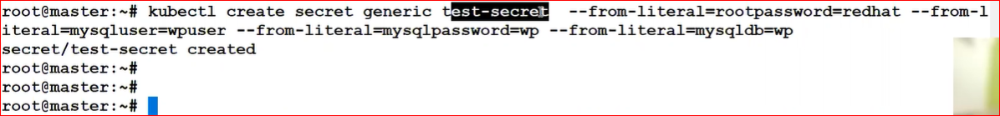 root@master:~# kubectl create secret generic test-secret  --from-literal=rootpassword=redhat --from-l
iteral=mysqluser=wpuser --from-literal=mysqlpassword=wp --from-literal=mysqldb=wp
secret/test-secret created
root@master:~#
root@master:~#
root@master:~#